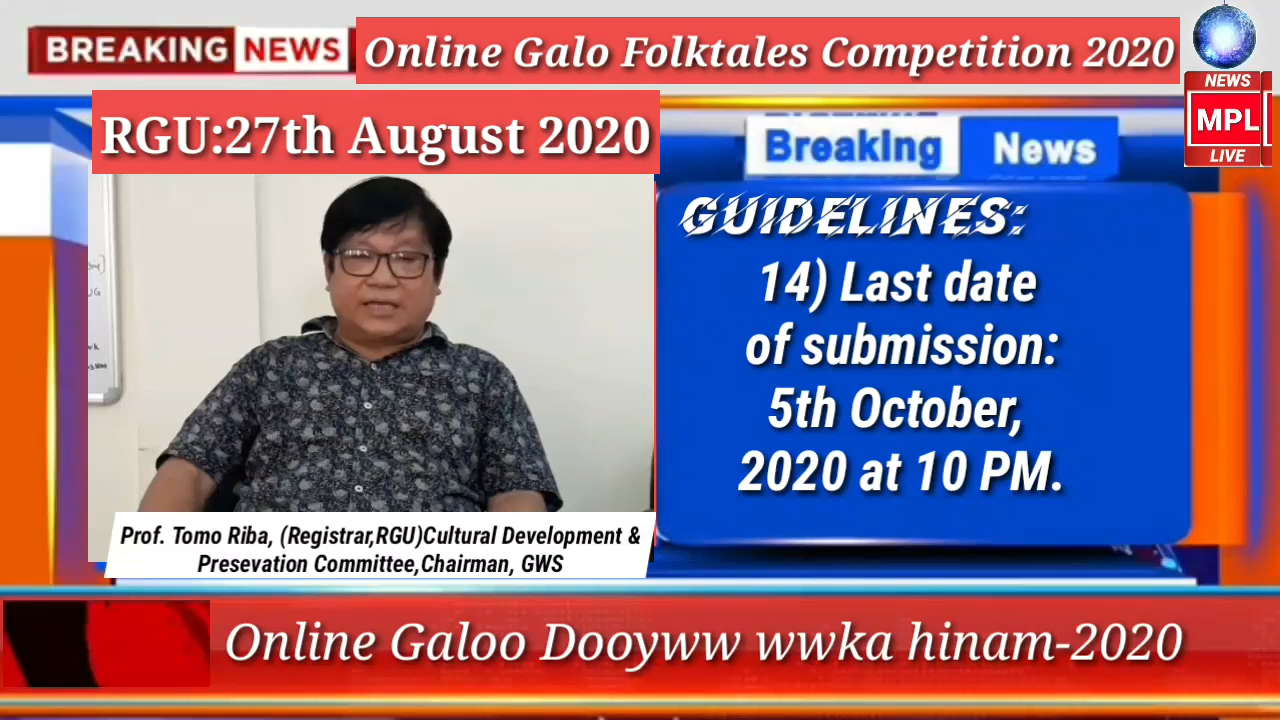 BREAKING NEWS
Online Galo Folktales Competition 2020
NEWS
MPL
LIVE
RGU:27th August 2020
Breaking News
GUIDELINES:
14) Last date
of submission:
5th October,
2020 at 10 PM.
Prof. Tomo Riba, (Registrar,RGU)Cultural Development &
Presevation Committee,Chairman, GWS
Online Galoo Dooyww wwka hinam-2020